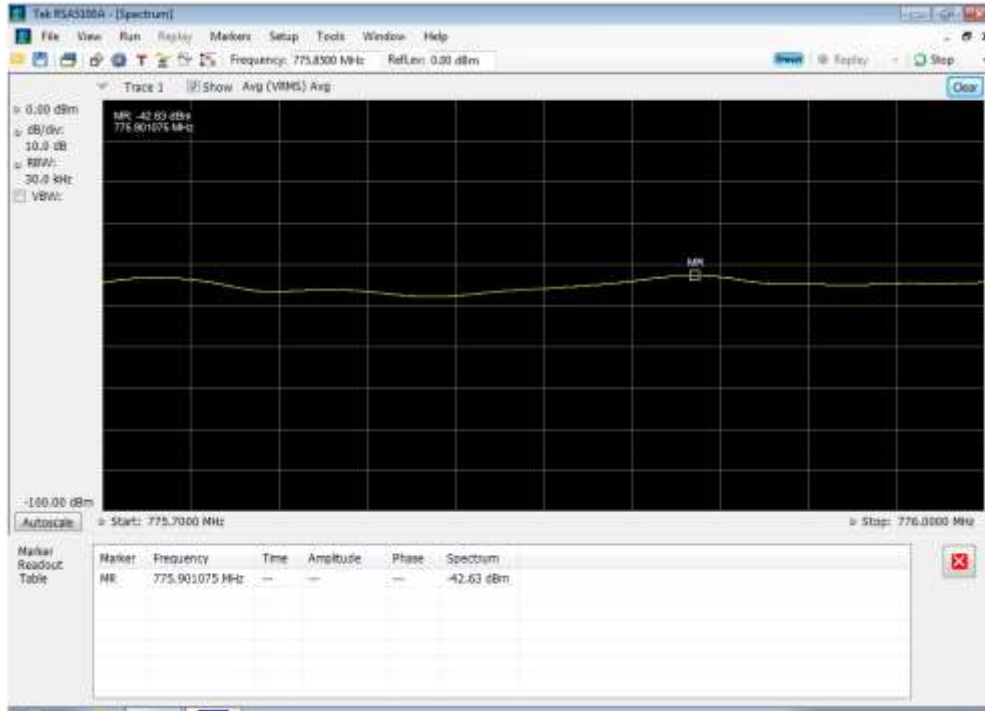 Tek RSA5100A - [Spectrum]
File View Run Replay Markers Setup Tools Window Help
T Frequency: 775.8500 MHz RefLev: 0.00 dBm Preset Replay Stop
Trace 1 Show Avg (VRMS) Avg Clear
0.00 dBm
dB/div:
10.0 dB
RBW:
30.0 kHz
VBW:
MR: -42.63 dBm
775.901075 MHz
MR
-100.00 dBm
Autoscale Start: 775.7000 MHz Stop: 776.0000 MHz
Marker
Readout
Table
Marker Frequency Time Amplitude Phase Spectrum
MR 775.901075 MHz --- --- --- -42.63 dBm